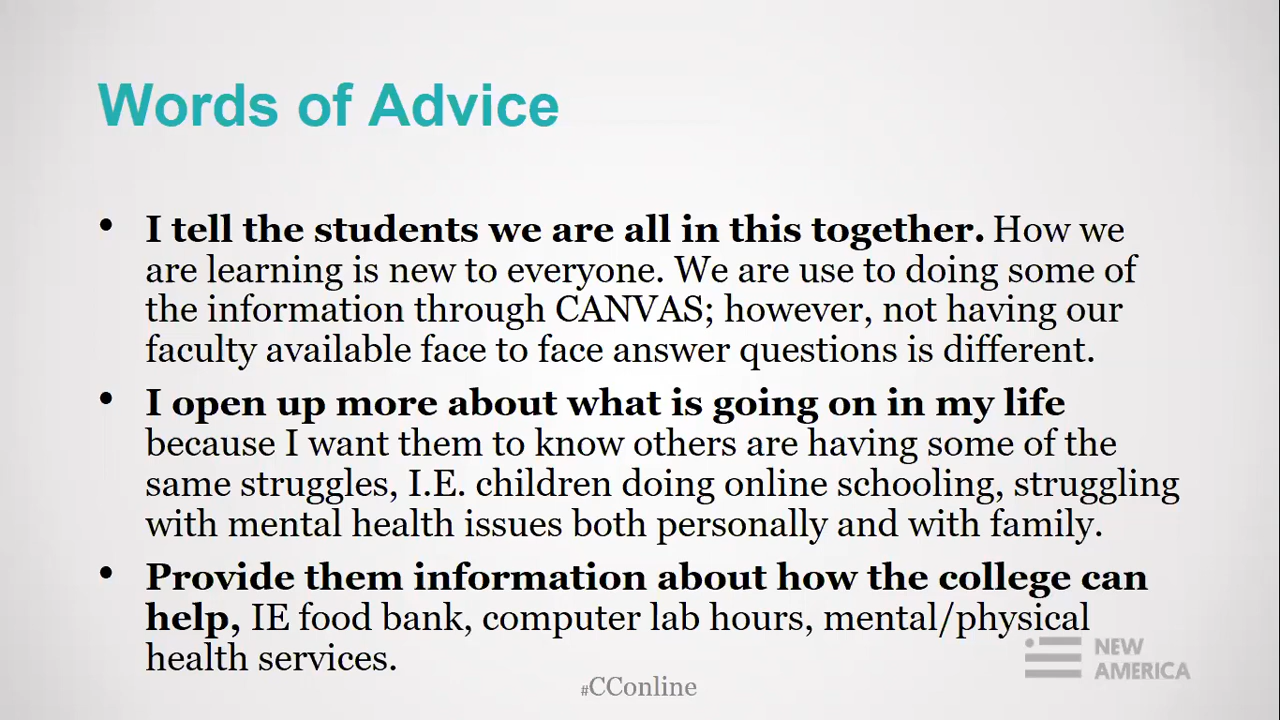 Words of Advice
• I tell the students we are all in this together. How we
are learning is new to everyone. We are use to doing some of
the information through CANVAS; however, not having our
faculty available face to face answer questions is different.
• I open up more about what is going on in my life
because I want them to know others are having some of the
same struggles, I.E. children doing online schooling, struggling
with mental health issues both personally and with family.
• Provide them information about how the college can
help, IE food bank, computer lab hours, mental/physical
health services.
NEW
AMERICA
#CConline